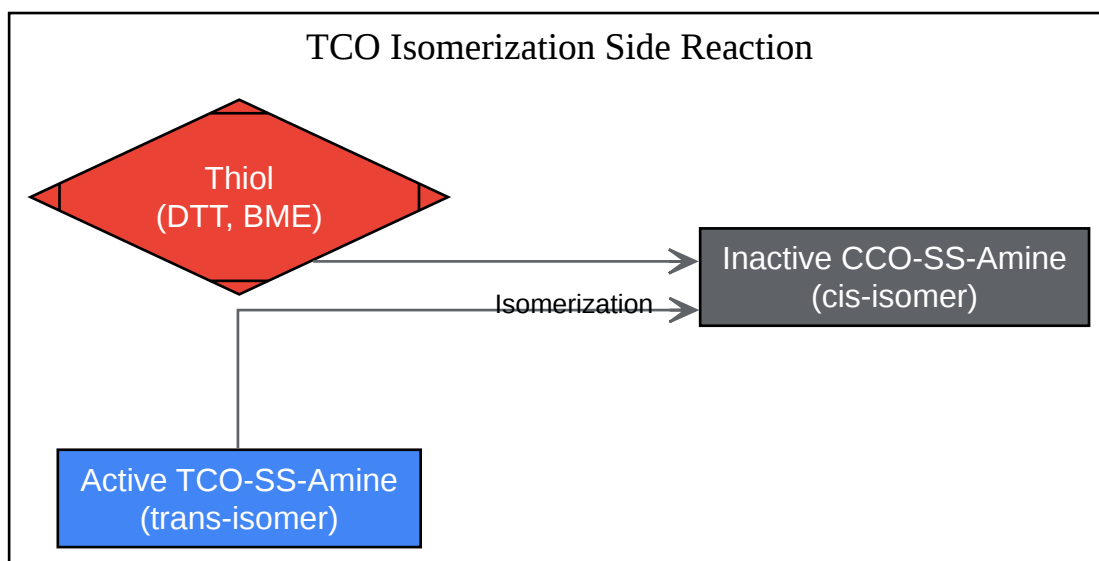 TCO Isomerization Side Reaction
Thiol
(DTT, BME)
Inactive CCO-SS-Amine
(cis-isomer)
Isomerization
Active TCO-SS-Amine
(trans-isomer)